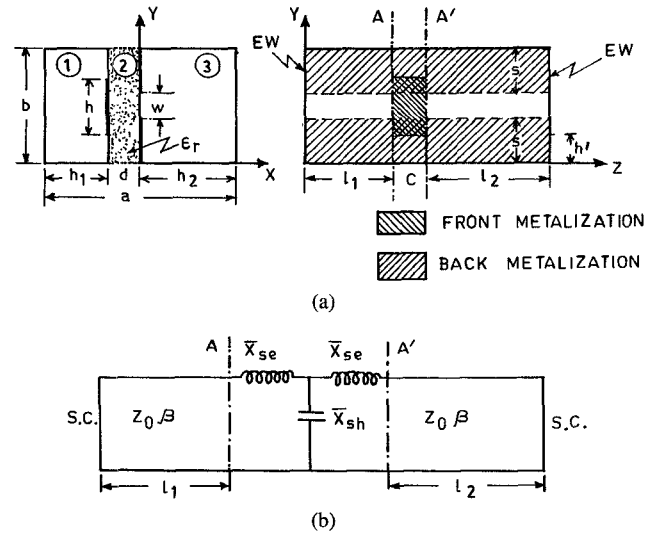 Y
A A'
Y
EW
EW
1 2 3
b h w
S
S
εr
h'
X
Z
h1 d h2
a
l1 C l2
FRONT METALIZATION
BACK METALIZATION
(a)
A X̅se X̅se A'
S.C. Z0 β X̅sh Z0 β S.C.
l1 l2
(b)